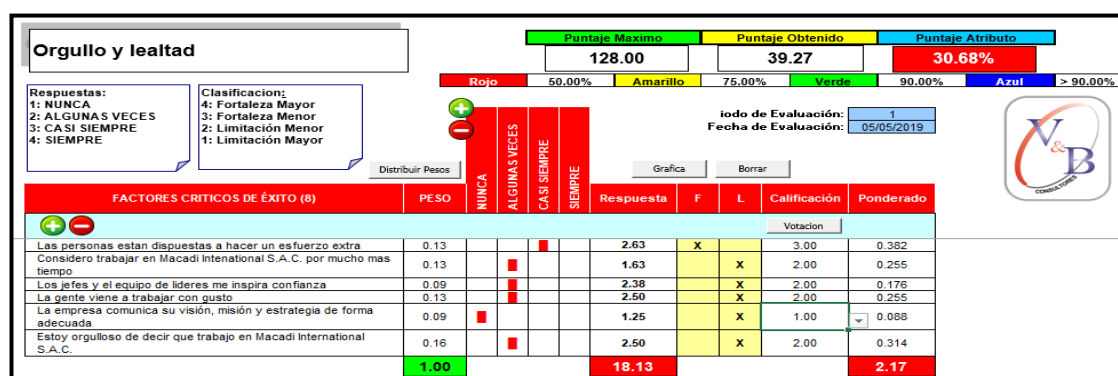 Orgullo y lealtad
Puntaje Maximo
Puntaje Obtenido
Puntaje Atributo
128.00
39.27
30.68%
Rojo
50.00%
Amarillo
75.00%
Verde
90.00%
Azul
> 90.00%
Respuestas:
1: NUNCA
2: ALGUNAS VECES
3: CASI SIEMPRE
4: SIEMPRE
Clasificacion:
4: Fortaleza Mayor
3: Fortaleza Menor
2: Limitación Menor
1: Limitación Mayor
iodo de Evaluación:
1
Fecha de Evaluación:
05/05/2019
Distribuir Pesos
Grafica
Borrar
V&B
CONSULTORES
FACTORES CRITICOS DE ÉXITO (8)
PESO
NUNCA
ALGUNAS VECES
CASI SIEMPRE
SIEMPRE
Respuesta
F
L
Calificación
Ponderado
Votacion
Las personas estan dispuestas a hacer un esfuerzo extra
0.13
2.63
X
3.00
0.382
Considero trabajar en Macadi Intenational S.A.C. por mucho mas
tiempo
0.13
1.63
X
2.00
0.255
Los jefes y el equipo de lideres me inspira confianza
0.09
2.38
X
2.00
0.176
La gente viene a trabajar con gusto
0.13
2.50
X
2.00
0.255
La empresa comunica su visión, misión y estrategia de forma
adecuada
0.09
1.25
X
1.00
0.088
Estoy orgulloso de decir que trabajo en Macadi International
S.A.C.
0.16
2.50
X
2.00
0.314
1.00
18.13
2.17